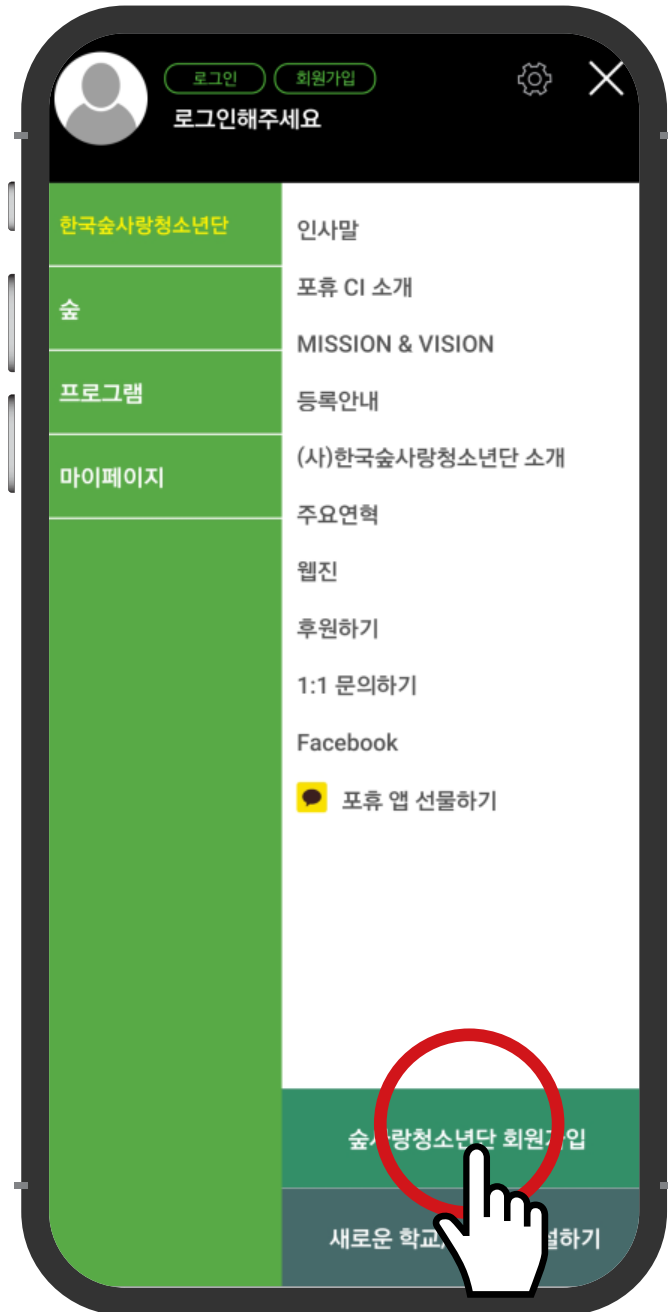 로그인 회원가입
로그인해주세요
한국숲사랑청소년단
숲
프로그램
마이페이지
인사말
포휴 CI 소개
MISSION & VISION
등록안내
(사)한국숲사랑청소년단 소개
주요연혁
웹진
후원하기
1:1 문의하기
Facebook
포휴 앱 선물하기
숲사랑청소년단 회원가입
새로운 학교